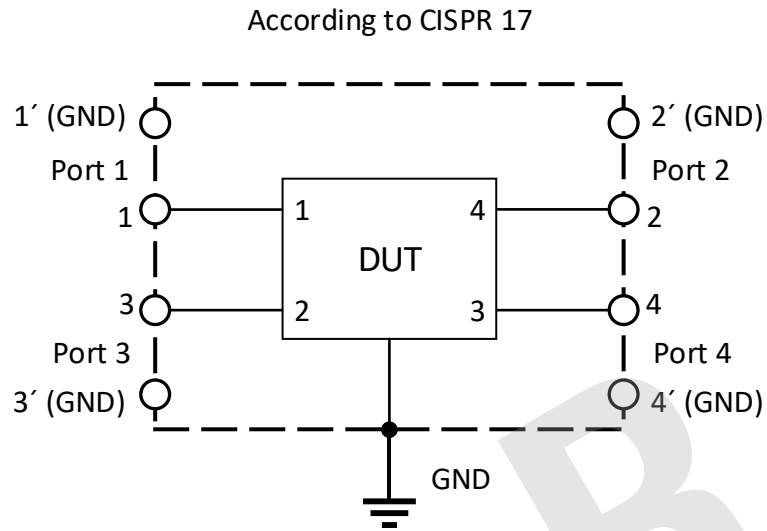 According to CISPR 17
1´ (GND) 2´ (GND)
Port 1 Port 2
1 1 4 2
DUT
3 2 3 4
Port 3 Port 4
3´ (GND) 4´ (GND)
GND